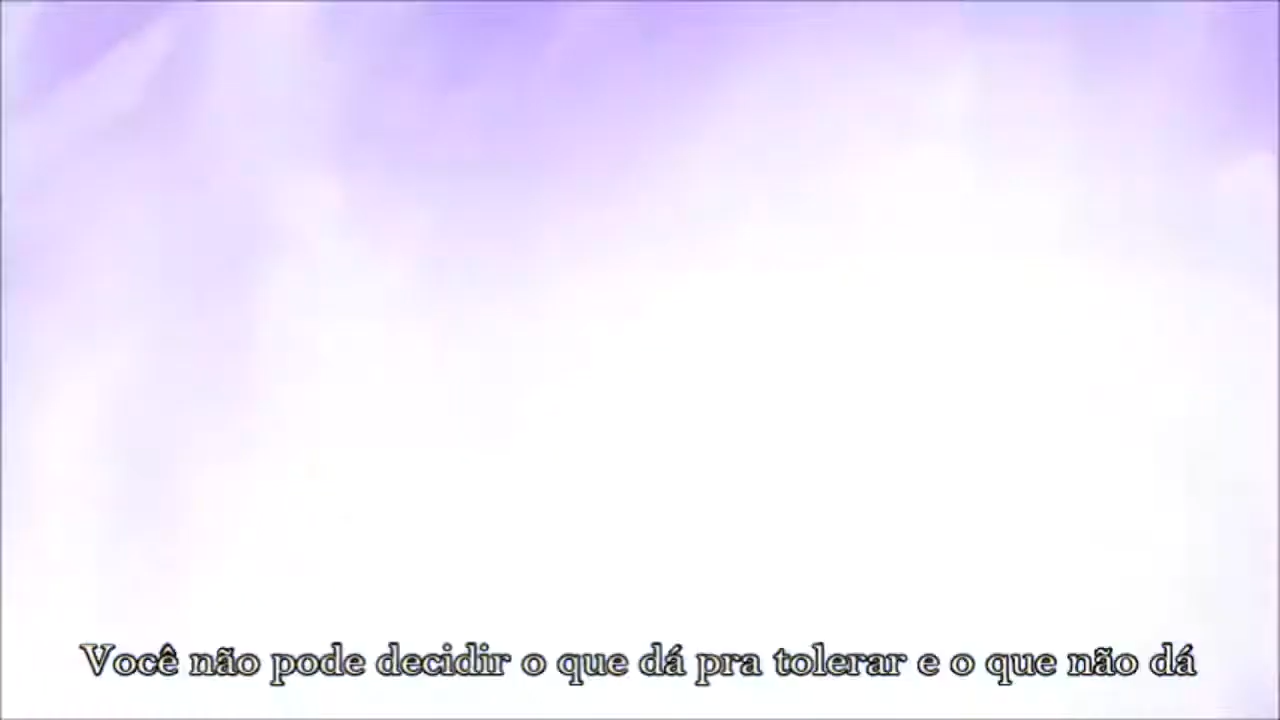 Você não pode decidir o que dá pra tolerar e o que não dá